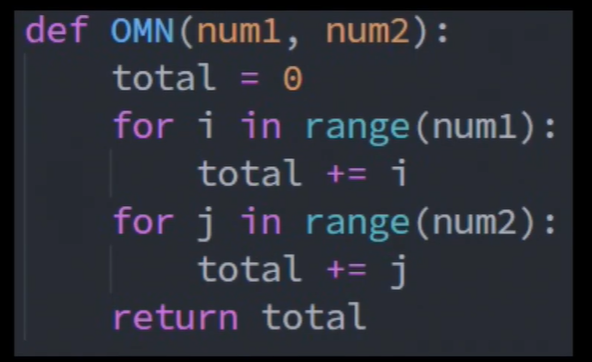 def OMN(num1, num2):
    total = 0
    for i in range(num1):
        total += i
    for j in range(num2):
        total += j
    return total